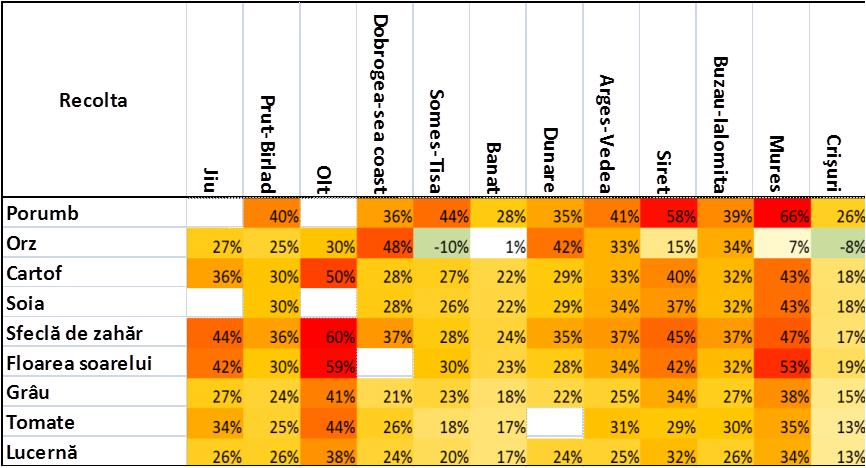 Recolta Jiu Prut-Birlad Olt Dobrogea-sea coast Somes-Tisa Banat Dunare Arges-Vedea Siret Buzau-Ialomita Mures Crișuri
Porumb 40% 36% 44% 28% 35% 41% 58% 39% 66% 26%
Orz 27% 25% 30% 48% -10% 1% 42% 33% 15% 34% 7% -8%
Cartof 36% 30% 50% 28% 27% 22% 29% 33% 40% 32% 43% 18%
Soia 30% 28% 26% 22% 29% 34% 37% 32% 43% 18%
Sfeclă de zahăr 44% 36% 60% 37% 28% 24% 35% 37% 45% 37% 47% 17%
Floarea soarelui 42% 30% 59% 30% 23% 28% 34% 42% 32% 53% 19%
Grâu 27% 24% 41% 21% 23% 18% 22% 25% 34% 27% 38% 15%
Tomate 34% 25% 44% 26% 18% 17% 31% 29% 30% 35% 13%
Lucernă 26% 26% 38% 24% 20% 17% 24% 25% 32% 26% 34% 13%